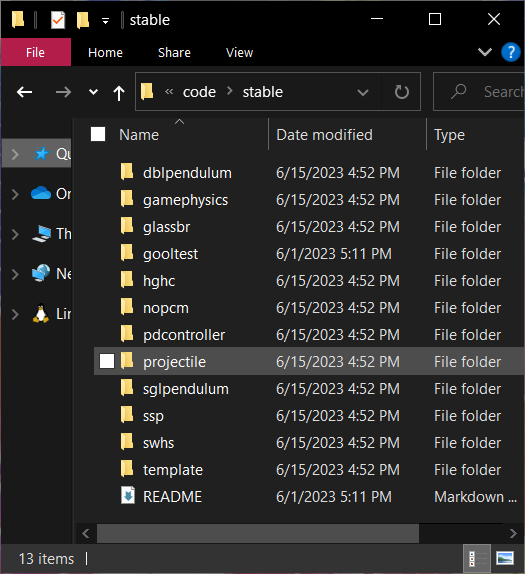 stable
File Home Share View
« code > stable Search
Name Date modified Type
dblpendulum 6/15/2023 4:52 PM File folder
gamephysics 6/15/2023 4:52 PM File folder
glassbr 6/15/2023 4:52 PM File folder
gooltest 6/1/2023 5:11 PM File folder
hghc 6/15/2023 4:52 PM File folder
nopcm 6/15/2023 4:52 PM File folder
pdcontroller 6/15/2023 4:52 PM File folder
projectile 6/15/2023 4:52 PM File folder
sglpendulum 6/15/2023 4:52 PM File folder
ssp 6/15/2023 4:52 PM File folder
swhs 6/15/2023 4:52 PM File folder
template 6/15/2023 4:52 PM File folder
README 6/1/2023 5:11 PM Markdown ...
Qu
On
Th
Ne
Lin
13 items